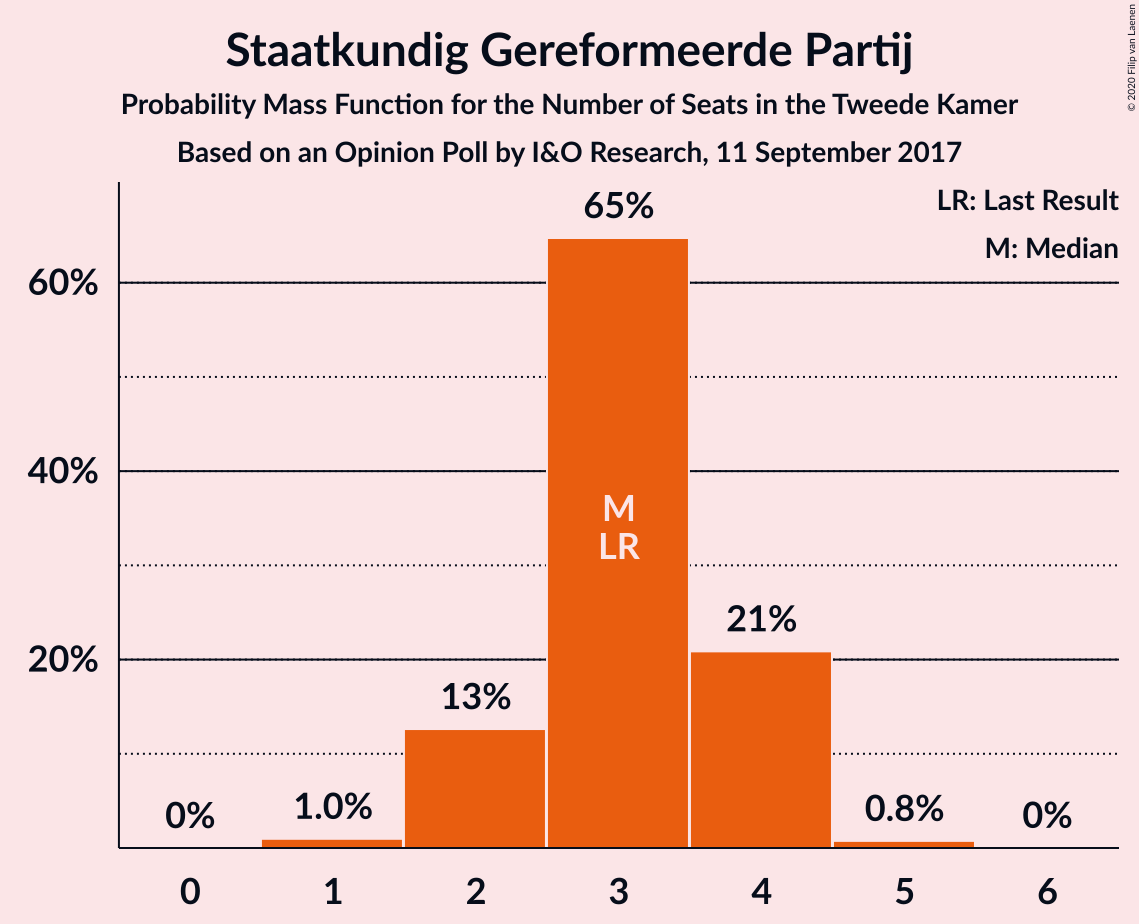 Staatkundig Gereformeerde Partij
Probability Mass Function for the Number of Seats in the Tweede Kamer
Based on an Opinion Poll by I&O Research, 11 September 2017
© 2020 Filip van Laenen
LR: Last Result
M: Median
65%
60%
40%
M
LR
21%
20%
13%
0%
1.0%
0.8%
0%
0
1
2
3
4
5
6